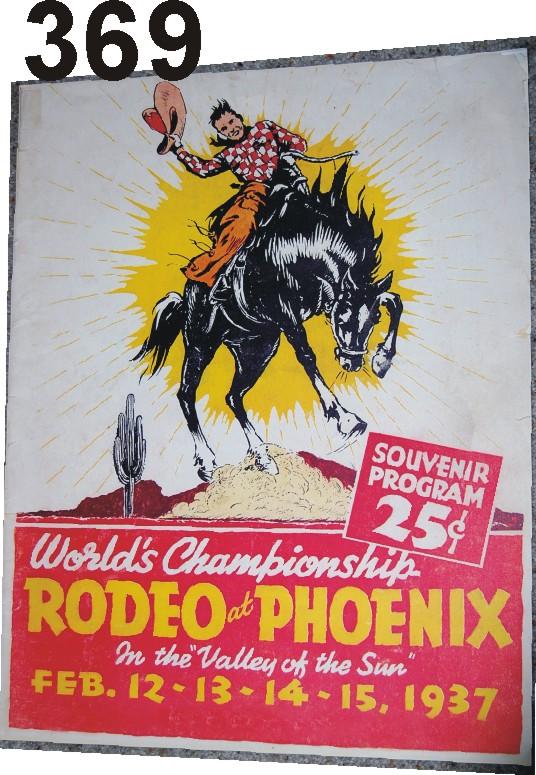 369
SOUVENIR
PROGRAM
25¢
World's Championship
RODEO at PHOENIX
In the "Valley of the Sun"
FEB. 12-13-14-15, 1937